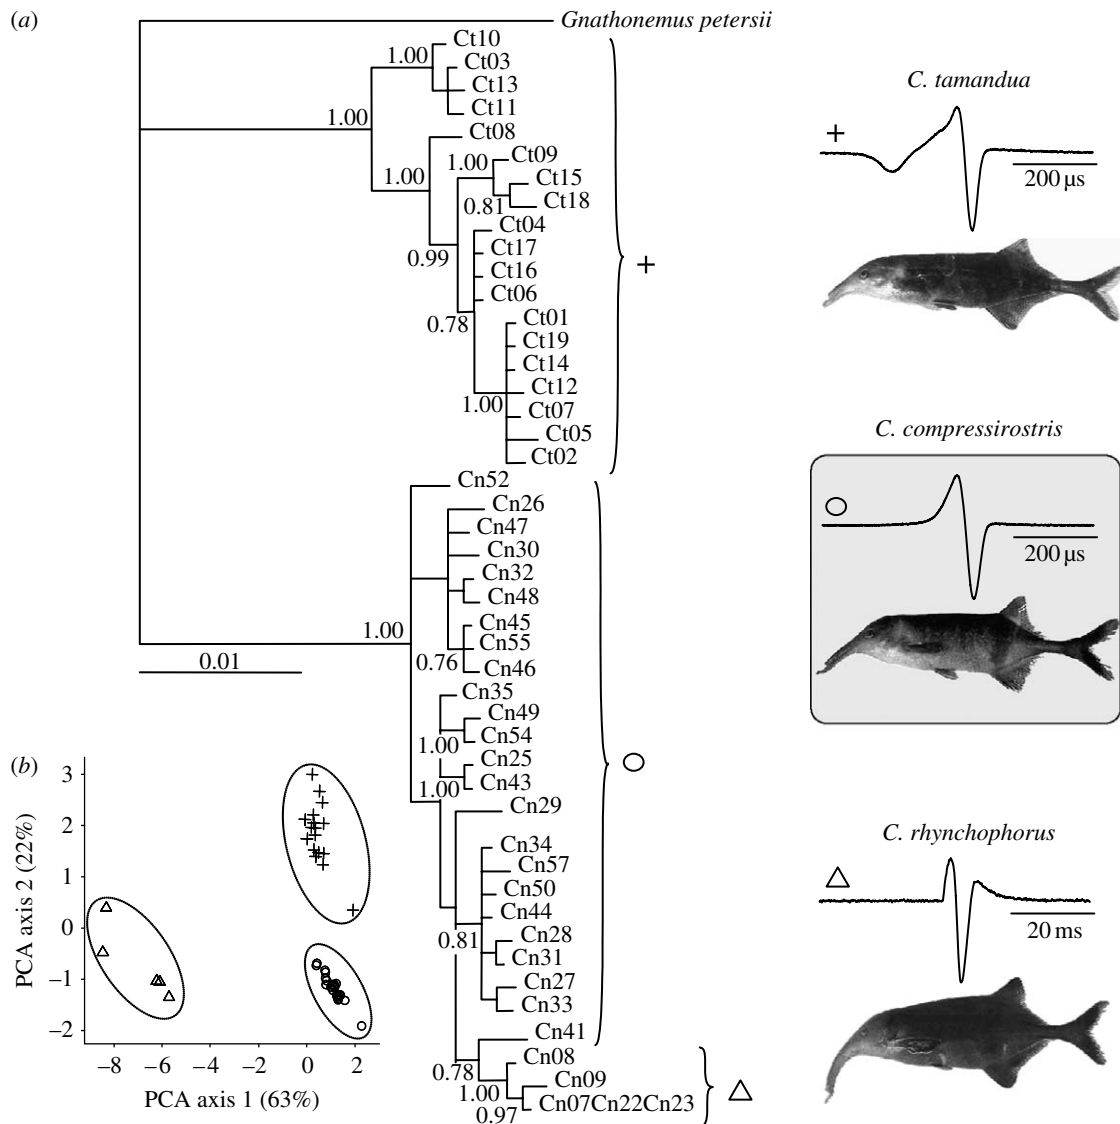 (a)
Gnathonemus petersii
Ct10
1.00
Ct03
Ct13
Ct11
1.00
Ct08
1.00
Ct09
1.00
Ct15
0.81
Ct18
Ct04
0.99
Ct17
Ct16
Ct06
0.78
Ct01
Ct19
Ct14
Ct12
1.00
Ct07
Ct05
Ct02
+
Cn52
Cn26
Cn47
Cn30
Cn32
Cn48
1.00
Cn45
Cn55
0.76
Cn46
0.01
Cn35
Cn49
1.00
Cn54
Cn25
1.00
Cn43
Cn29
Cn34
Cn57
Cn50
Cn44
0.81
Cn28
Cn31
Cn27
Cn33
Cn41
0.78
Cn08
1.00
Cn09
0.97
Cn07Cn22Cn23
C. tamandua
+
200 µs
C. compressirostris
200 µs
C. rhynchophorus
20 ms
(b)
PCA axis 2 (22%)
3
2
1
0
−1
−2
−8
−6
−4
−2
0
2
PCA axis 1 (63%)